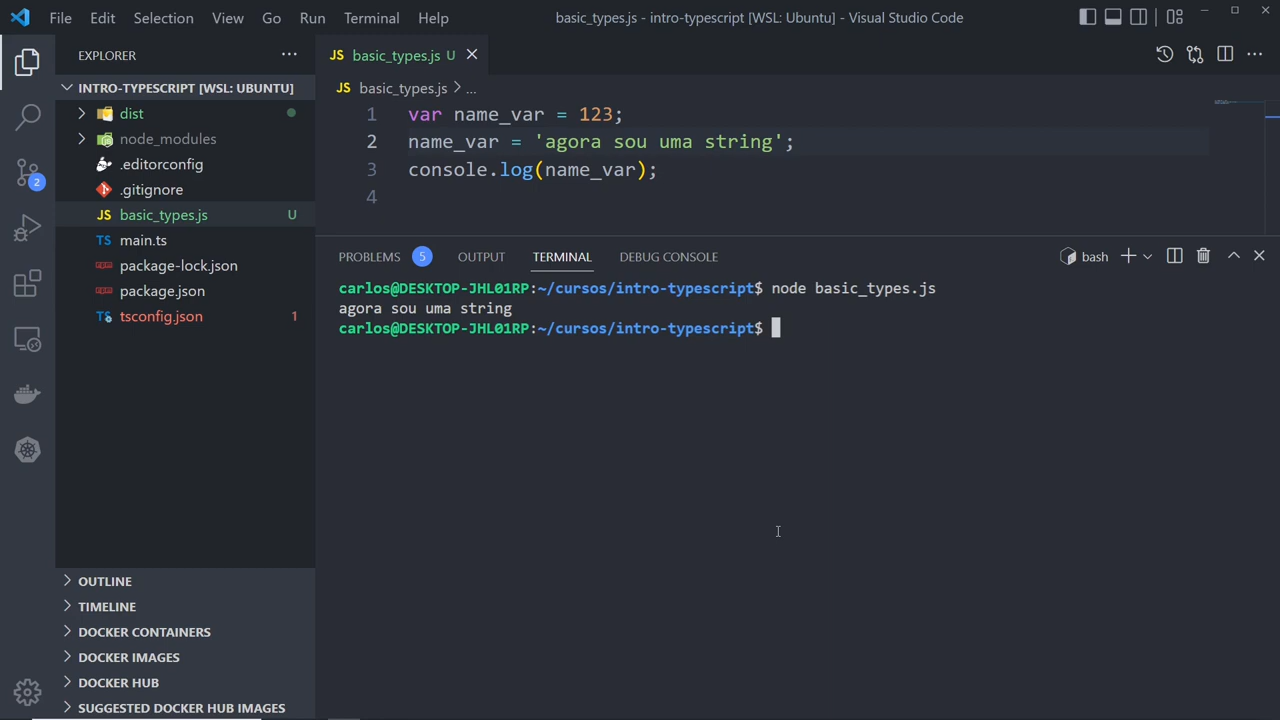 File Edit Selection View Go Run Terminal Help basic_types.js - intro-typescript [WSL: Ubuntu] - Visual Studio Code
EXPLORER
INTRO-TYPESCRIPT [WSL: UBUNTU]
dist
node_modules
.editorconfig
.gitignore
JS basic_types.js U
TS main.ts
package-lock.json
package.json
TS tsconfig.json 1
OUTLINE
TIMELINE
DOCKER CONTAINERS
DOCKER IMAGES
DOCKER HUB
SUGGESTED DOCKER HUB IMAGES
2
JS basic_types.js U
JS basic_types.js > ...
1 var name_var = 123;
2 name_var = 'agora sou uma string';
3 console.log(name_var);
4
PROBLEMS 5 OUTPUT TERMINAL DEBUG CONSOLE bash
carlos@DESKTOP-JHL01RP:~/cursos/intro-typescript$ node basic_types.js
agora sou uma string
carlos@DESKTOP-JHL01RP:~/cursos/intro-typescript$